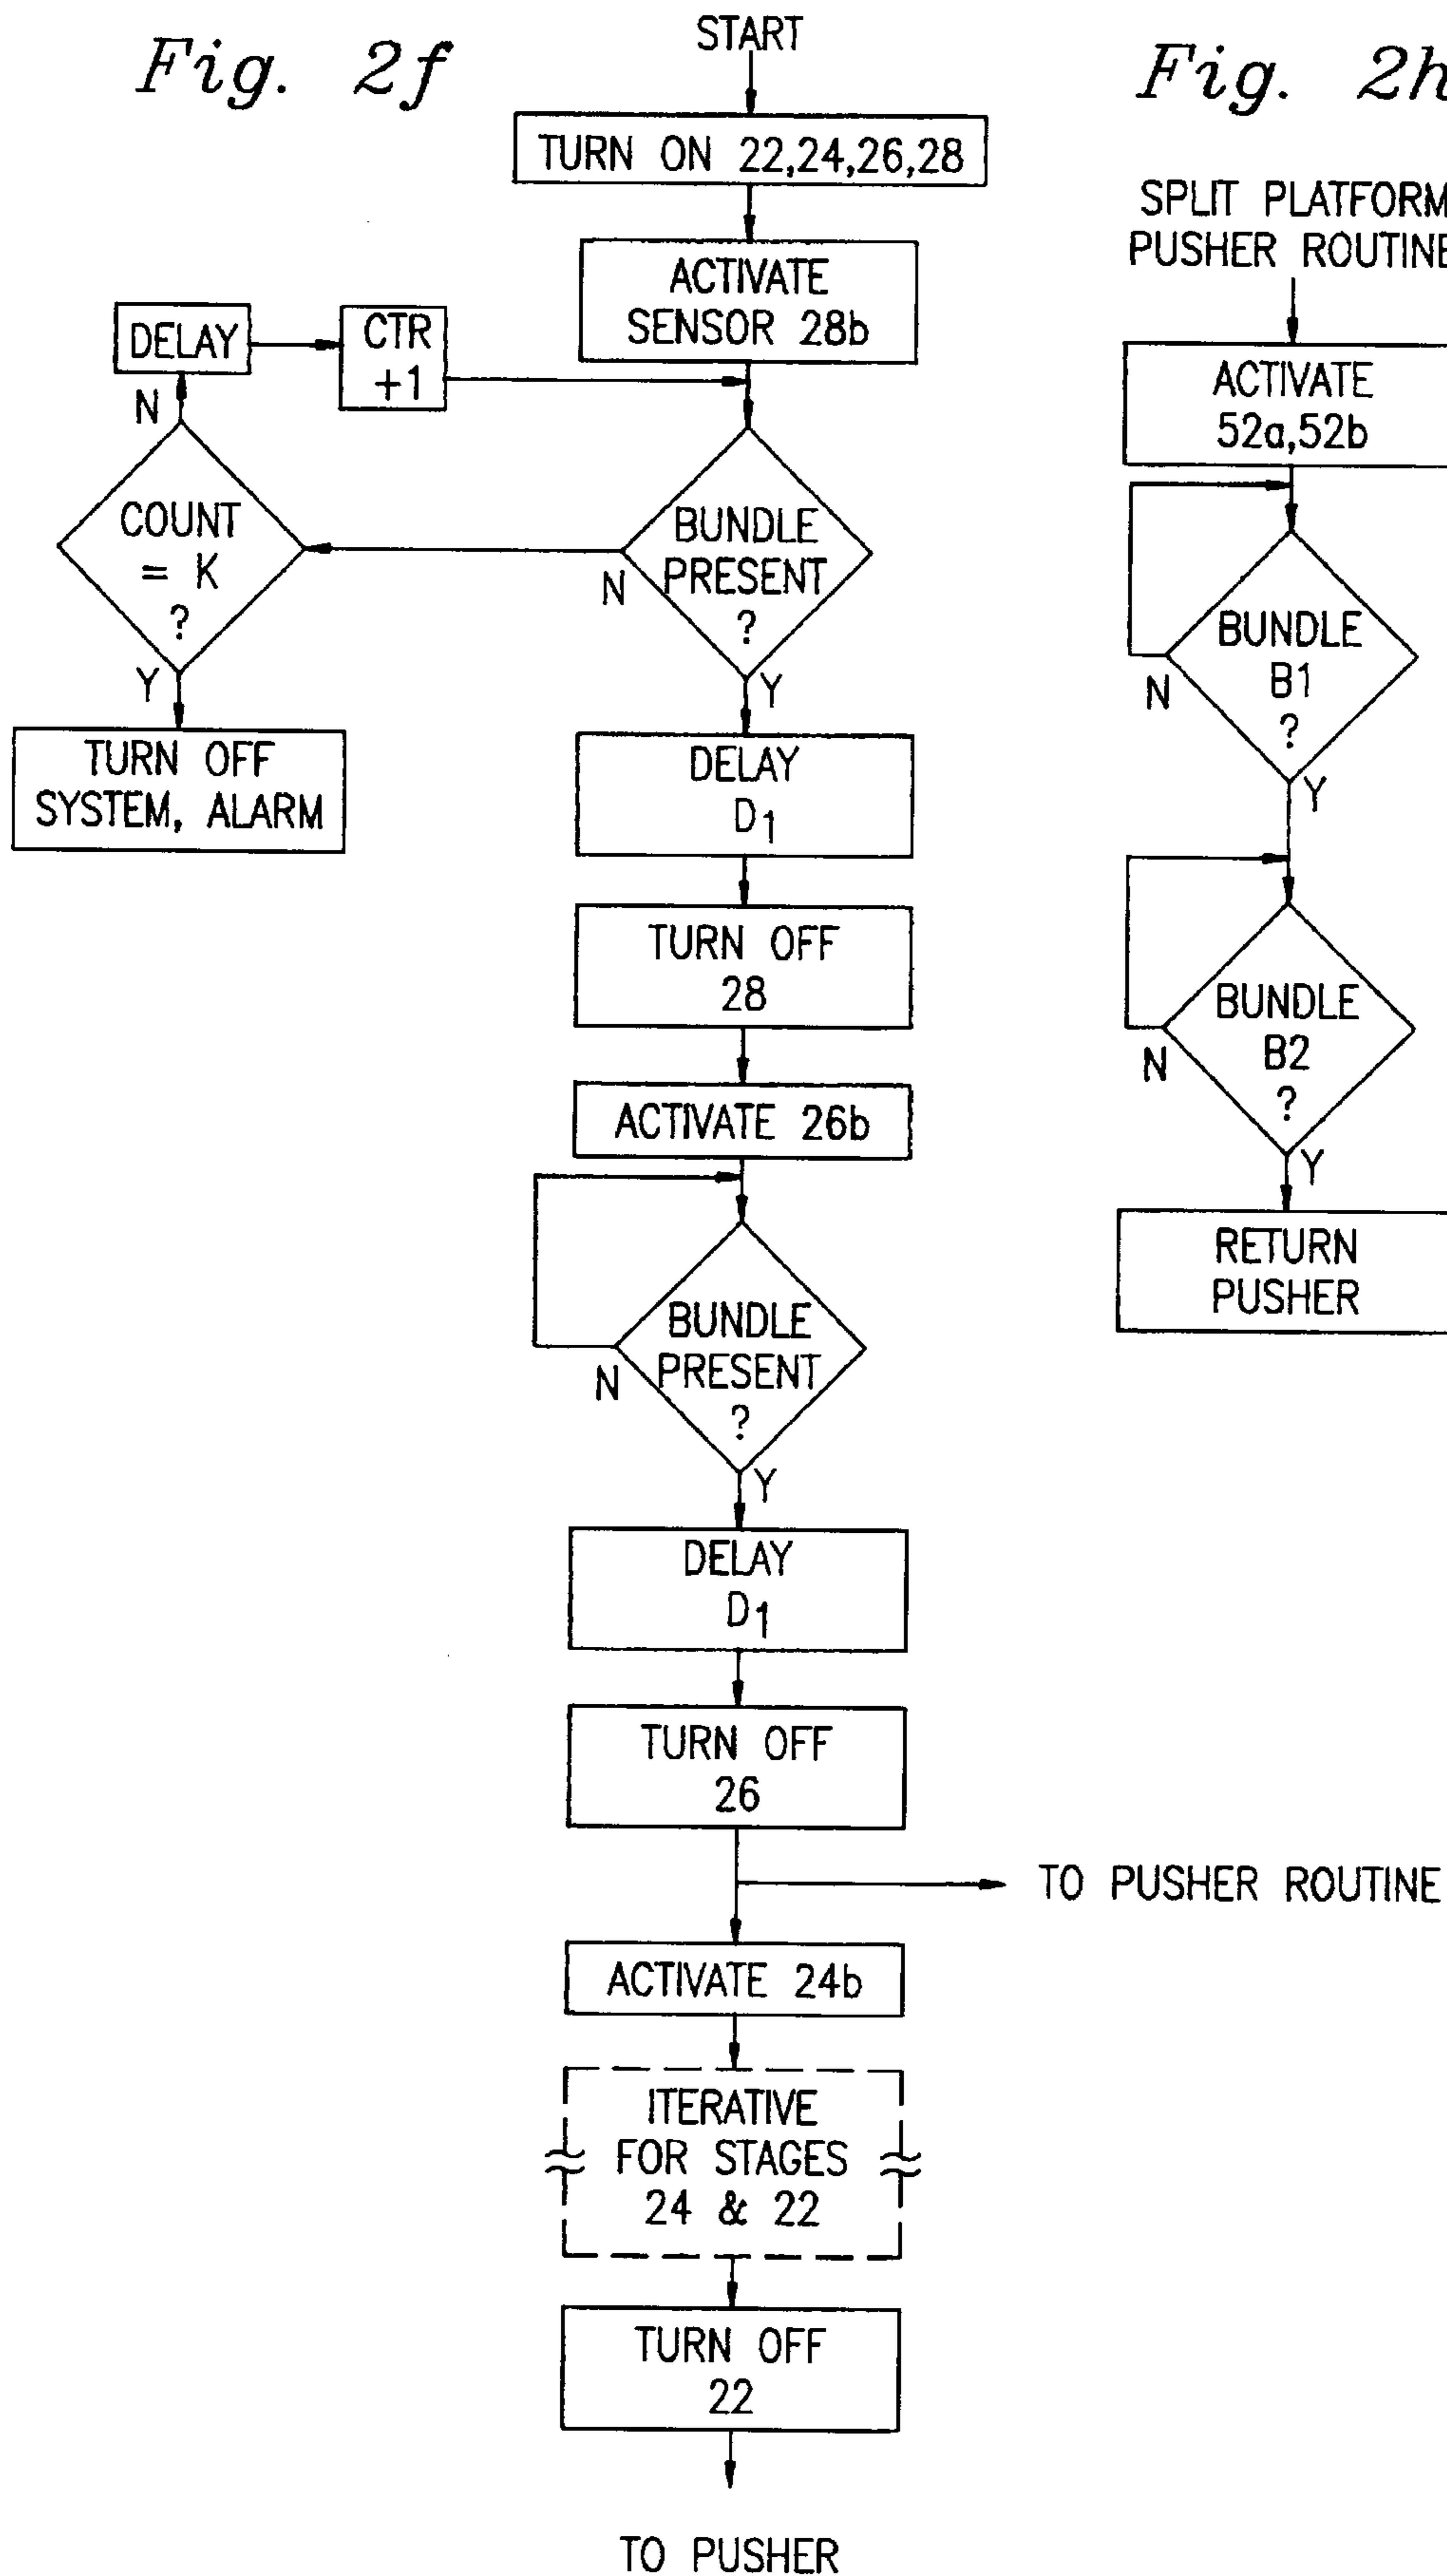 Fig. 2f
START
TURN ON 22,24,26,28
ACTIVATE
SENSOR 28b
DELAY
CTR
+1
N
COUNT
= K
?
Y
TURN OFF
SYSTEM, ALARM
BUNDLE
PRESENT
?
N
Y
DELAY
D1
TURN OFF
28
ACTIVATE 26b
BUNDLE
PRESENT
?
N
Y
DELAY
D1
TURN OFF
26
TO PUSHER ROUTINE
ACTIVATE 24b
ITERATIVE
FOR STAGES
24 & 22
TURN OFF
22
TO PUSHER
Fig. 2h
SPLIT PLATFORM
PUSHER ROUTINE
ACTIVATE
52a,52b
BUNDLE
B1
?
N
Y
BUNDLE
B2
?
N
Y
RETURN
PUSHER